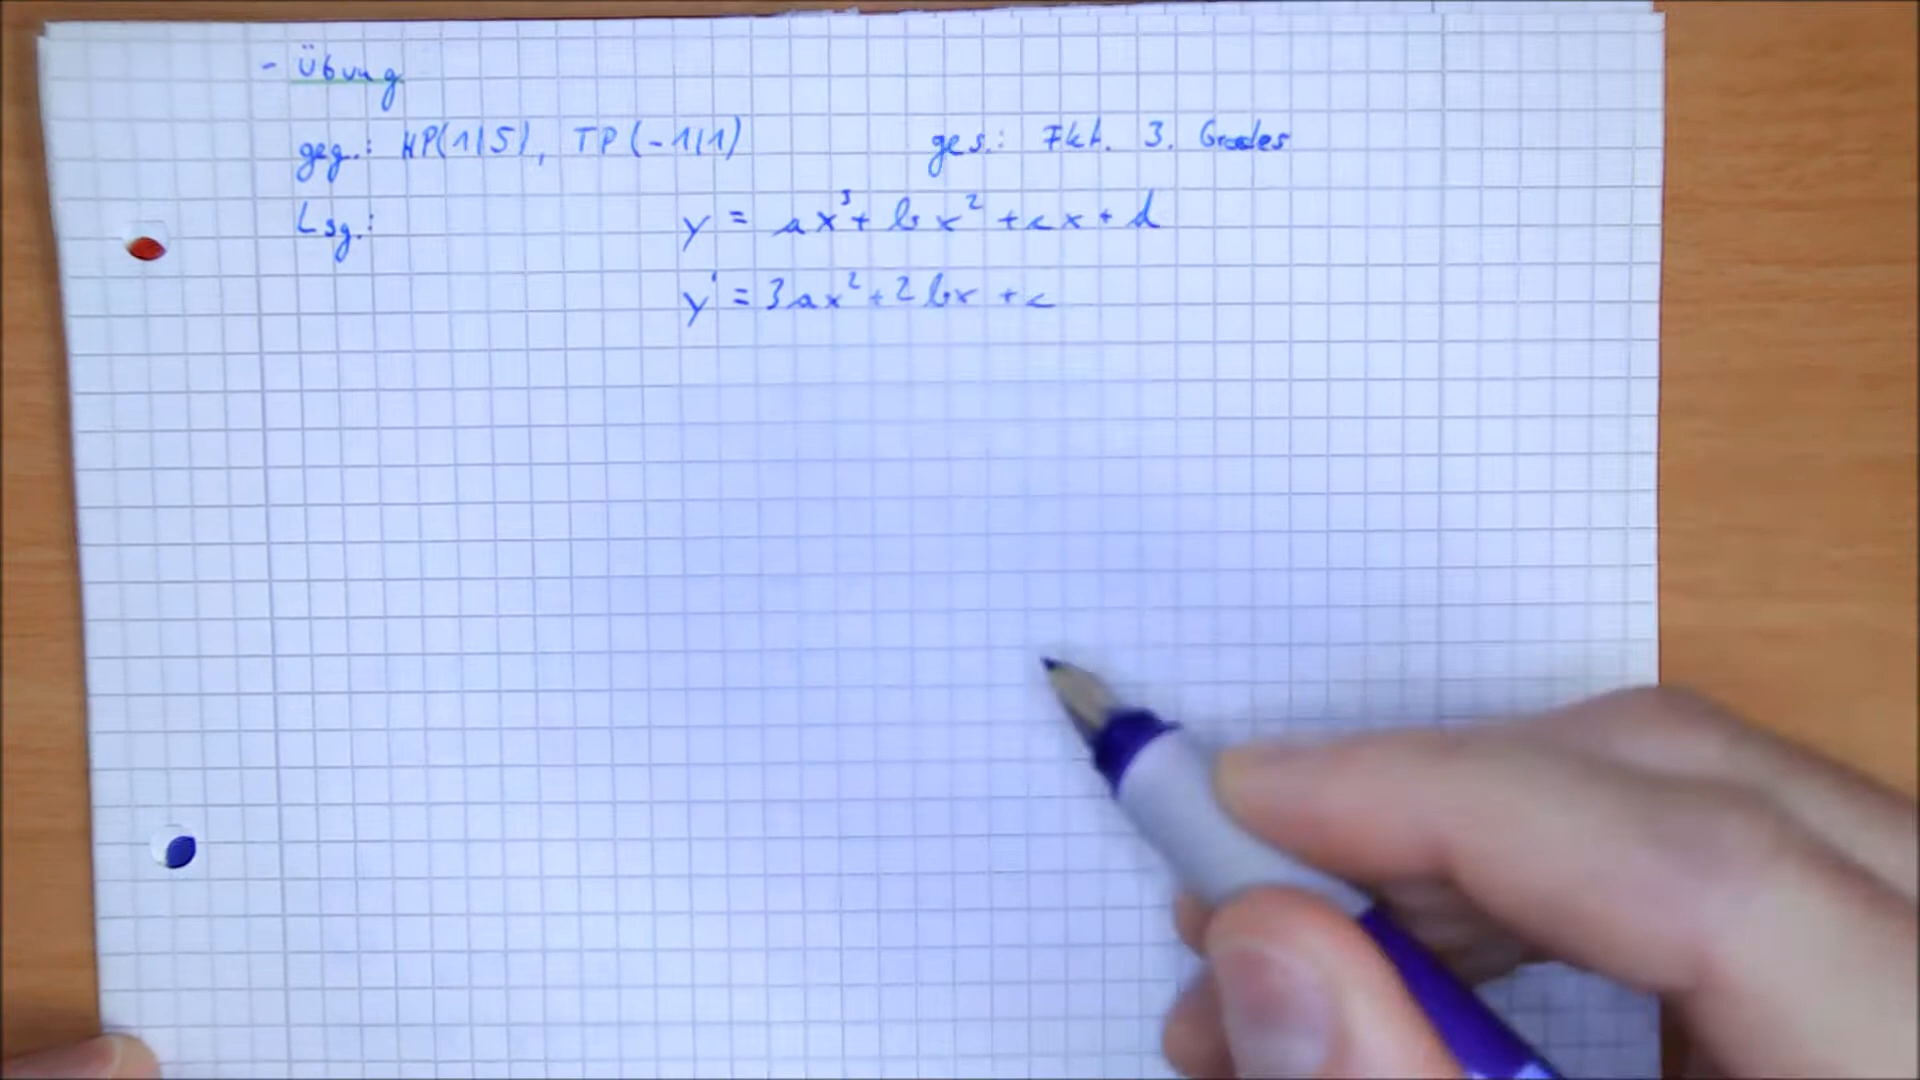 - Übung
geg.: HP(1|5), TP(-1|1) ges.: Fkt. 3. Grades
Lsg.: y = ax³ + bx² + cx + d
y' = 3ax² + 2bx + c